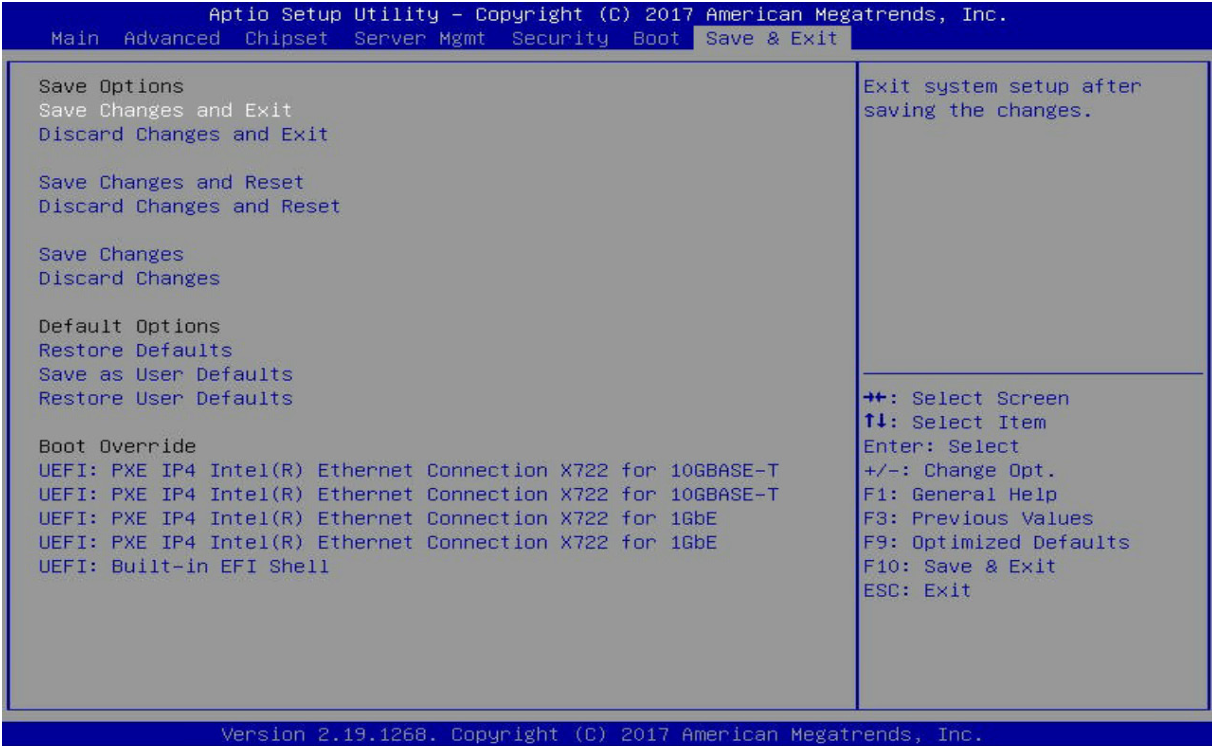 Aptio Setup Utility – Copyright (C) 2017 American Megatrends, Inc.
Main Advanced Chipset Server Mgmt Security Boot Save & Exit
Save Options
Save Changes and Exit
Discard Changes and Exit
Save Changes and Reset
Discard Changes and Reset
Save Changes
Discard Changes
Default Options
Restore Defaults
Save as User Defaults
Restore User Defaults
Boot Override
UEFI: PXE IP4 Intel(R) Ethernet Connection X722 for 10GBASE-T
UEFI: PXE IP4 Intel(R) Ethernet Connection X722 for 10GBASE-T
UEFI: PXE IP4 Intel(R) Ethernet Connection X722 for 1GbE
UEFI: PXE IP4 Intel(R) Ethernet Connection X722 for 1GbE
UEFI: Built-in EFI Shell
Exit system setup after
saving the changes.
→←: Select Screen
↑↓: Select Item
Enter: Select
+/-: Change Opt.
F1: General Help
F3: Previous Values
F9: Optimized Defaults
F10: Save & Exit
ESC: Exit
Version 2.19.1268. Copyright (C) 2017 American Megatrends, Inc.